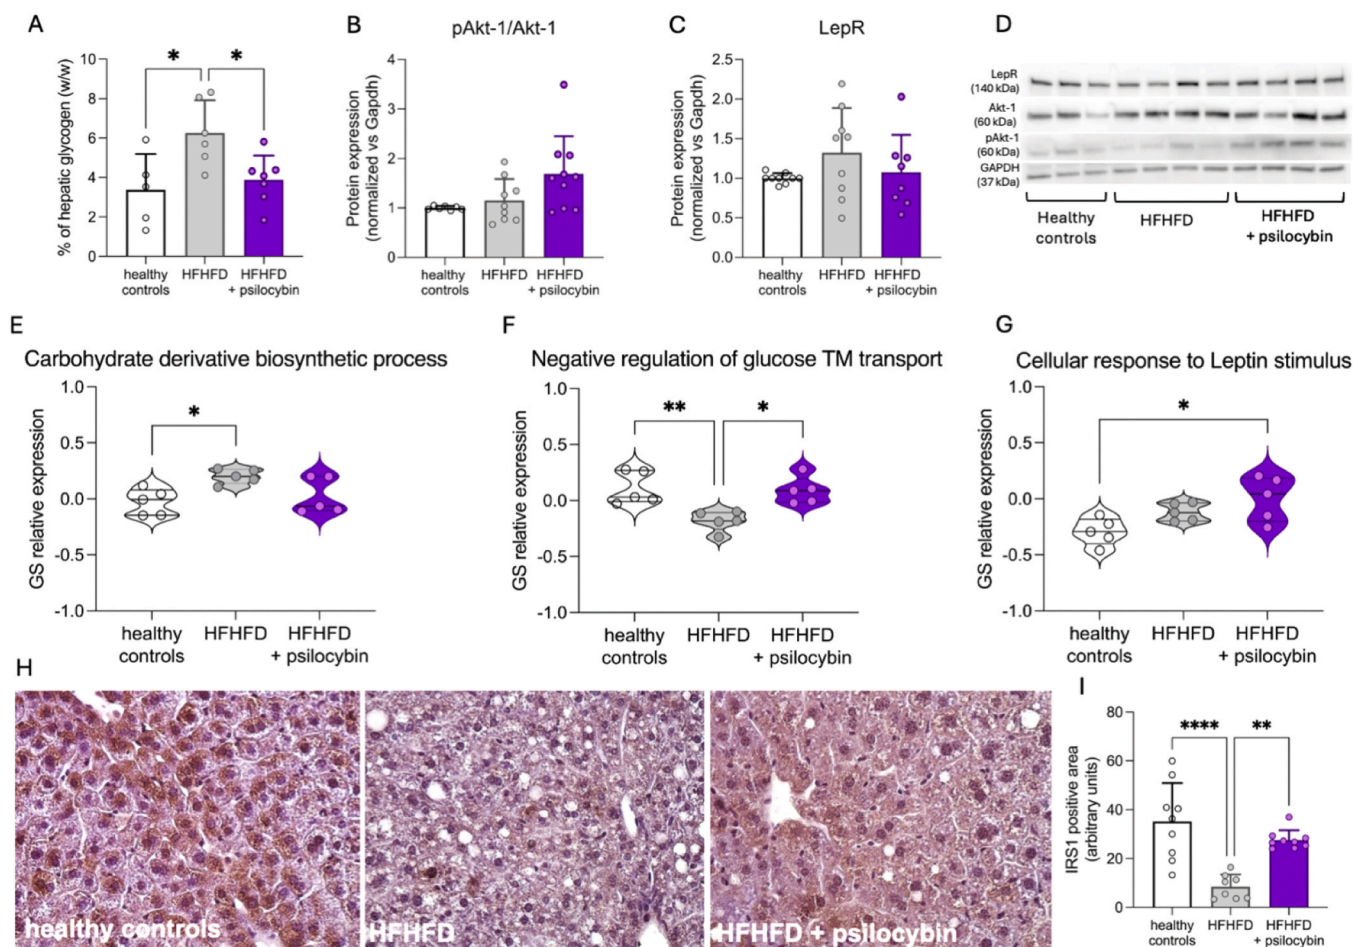 A
% of hepatic glycogen (w/w)
10
8
6
4
2
0
*
*
healthy
controls
HFHFD
HFHFD
+ psilocybin
B
pAkt-1/Akt-1
Protein expression
(normalized vs Gapdh)
4
3
2
1
0
healthy
controls
HFHFD
HFHFD
+ psilocybin
C
LepR
Protein expression
(normalized vs Gapdh)
2.5
2.0
1.5
1.0
0.5
0.0
healthy
controls
HFHFD
HFHFD
+ psilocybin
D
LepR
(140 kDa)
Akt-1
(60 kDa)
pAkt-1
(60 kDa)
GAPDH
(37 kDa)
Healthy
controls
HFHFD
HFHFD
+ psilocybin
E
Carbohydrate derivative biosynthetic process
GS relative expression
1.0
0.5
0.0
-0.5
-1.0
*
healthy
controls
HFHFD
HFHFD
+ psilocybin
F
Negative regulation of glucose TM transport
GS relative expression
1.0
0.5
0.0
-0.5
-1.0
**
*
healthy
controls
HFHFD
HFHFD
+ psilocybin
G
Cellular response to Leptin stimulus
GS relative expression
1.0
0.5
0.0
-0.5
-1.0
*
healthy
controls
HFHFD
HFHFD
+ psilocybin
H
healthy controls
HFHFD
HFHFD + psilocybin
I
IRS1 positive area
(arbitrary units)
80
60
40
20
0
****
**
healthy
controls
HFHFD
HFHFD
+ psilocybin